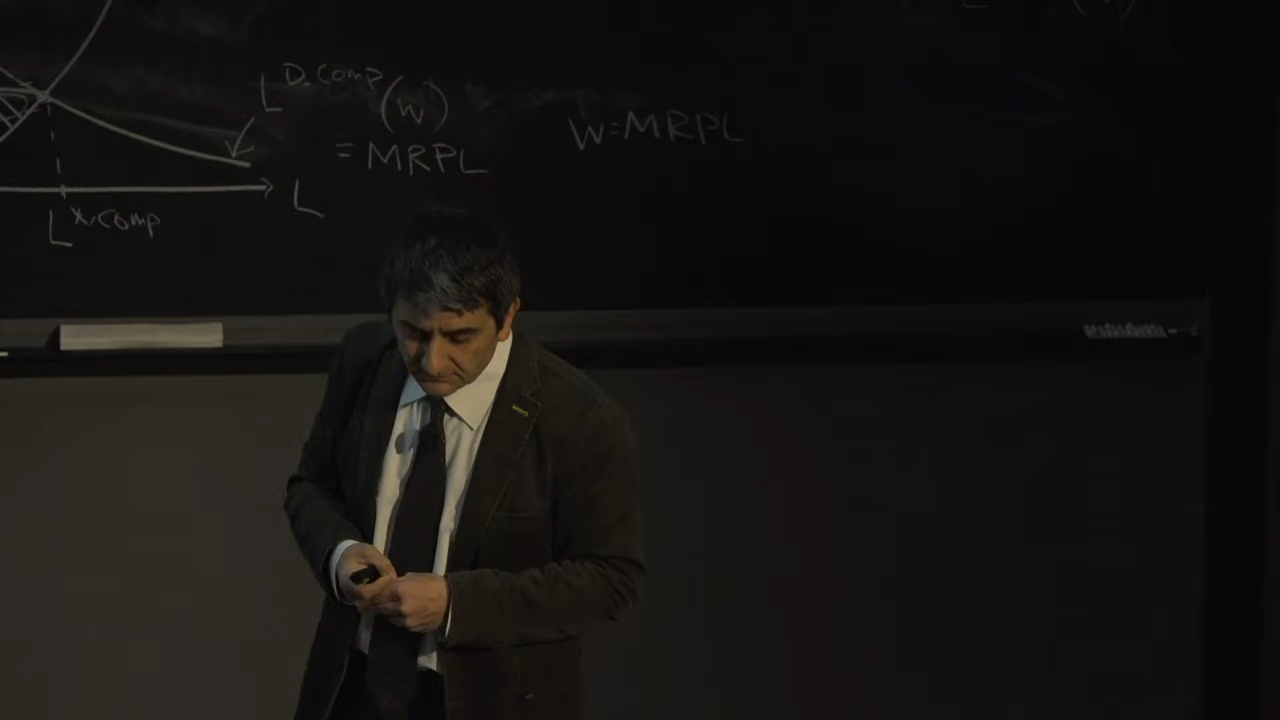 L^D.Comp (W)
= MRPL
W=MRPL
L
L^*,Comp